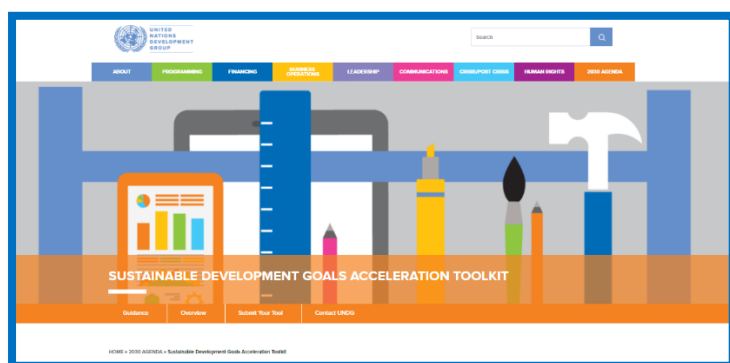 UNITED
NATIONS
DEVELOPMENT
GROUP
Search
ABOUT PROGRAMMING FINANCING BUSINESS OPERATIONS LEADERSHIP COMMUNICATIONS CRISIS/POST CRISIS HUMAN RIGHTS 2030 AGENDA
SUSTAINABLE DEVELOPMENT GOALS ACCELERATION TOOLKIT
Guidance Overview Submit Your Tool Contact UNDG
HOME » 2030 AGENDA » Sustainable Development Goals Acceleration Toolkit